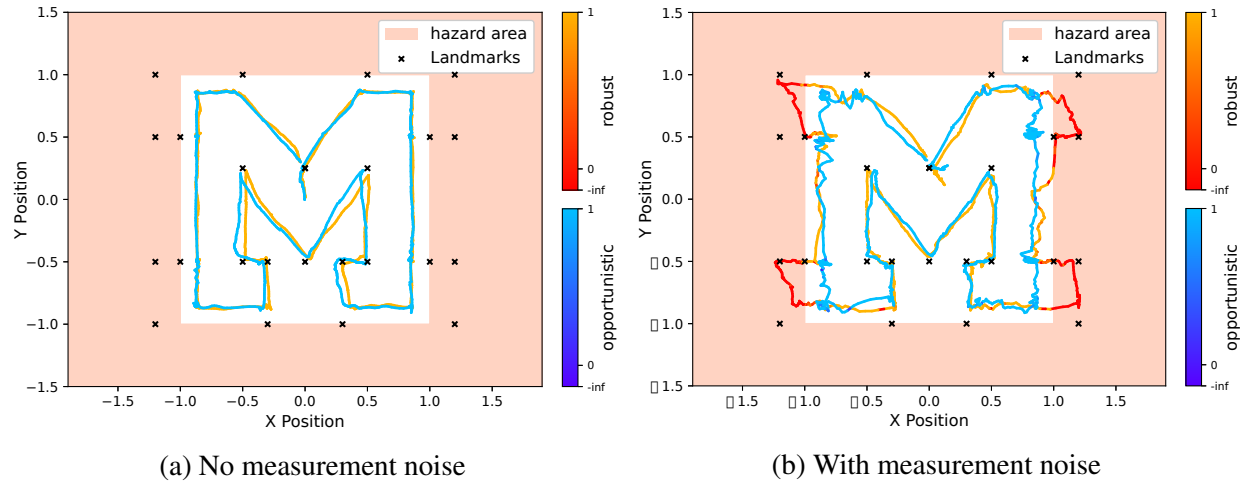 1.5
1.0
0.5
0.0
−0.5
−1.0
−1.5
Y Position
−1.5 −1.0 −0.5 0.0 0.5 1.0 1.5
X Position
hazard area
Landmarks
1
0
-inf
robust
1
0
-inf
opportunistic
(a) No measurement noise
1.5
1.0
0.5
0.0
▯ 0.5
▯ 1.0
▯ 1.5
Y Position
▯ 1.5 ▯ 1.0 ▯ 0.5 0.0 0.5 1.0 1.5
X Position
hazard area
Landmarks
1
0
-inf
robust
1
0
-inf
opportunistic
(b) With measurement noise